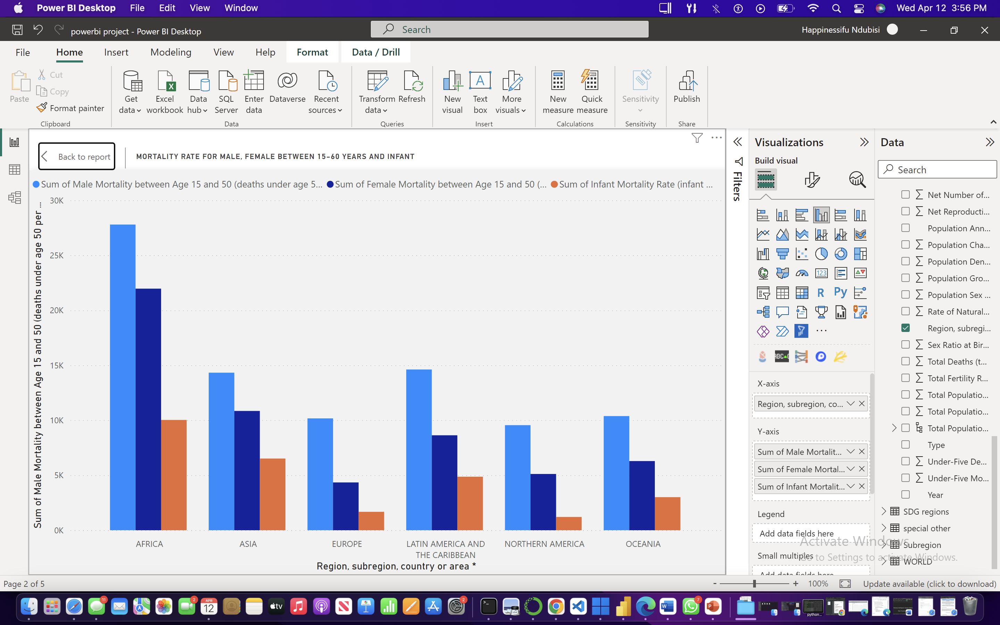 Power BI Desktop File Edit View Window Wed Apr 12 3:56 PM
powerbi project - Power BI Desktop Search Happinessifu Ndubisi
File Home Insert Modeling View Help Format Data / Drill
Paste Cut Copy Format painter
Clipboard
Get data Excel workbook Data hub SQL Server Enter data Dataverse Recent sources
Data
Transform data Refresh
Queries
New visual Text box More visuals
Insert
New measure Quick measure
Calculations
Sensitivity
Sensitivity
Publish
Share
Back to report
MORTALITY RATE FOR MALE, FEMALE BETWEEN 15-60 YEARS AND INFANT
Sum of Male Mortality between Age 15 and 50 (deaths under age 5... Sum of Female Mortality between Age 15 and 50 (... Sum of Infant Mortality Rate (infant ...
Sum of Male Mortality between Age 15 and 50 (deaths under age 50 per ...
30K
25K
20K
15K
10K
5K
0K
AFRICA ASIA EUROPE LATIN AMERICA AND THE CARIBBEAN NORTHERN AMERICA OCEANIA
Region, subregion, country or area *
Filters
Visualizations
Build visual
123
R Py
X-axis
Region, subregion, co...
Y-axis
Sum of Male Mortalit...
Sum of Female Mortal...
Sum of Infant Mortalit...
Legend
Add data fields here
Small multiples
Add data fields here
Data
Search
Net Number of...
Net Reproducti...
Population Ann...
Population Cha...
Population Den...
Population Gro...
Population Sex ...
Rate of Natural...
Region, subregi...
Sex Ratio at Bir...
Total Deaths (t...
Total Fertility R...
Total Populatio...
Total Populatio...
Total Populatio...
Type
Under-Five De...
Under-Five Mo...
Year
SDG regions
special other
Subregion
WORLD
Activate Windows
Go to Settings to activate Windows.
Page 2 of 5 - + 100% Update available (click to download)
11 2 APR 12 tv 2 7
python...